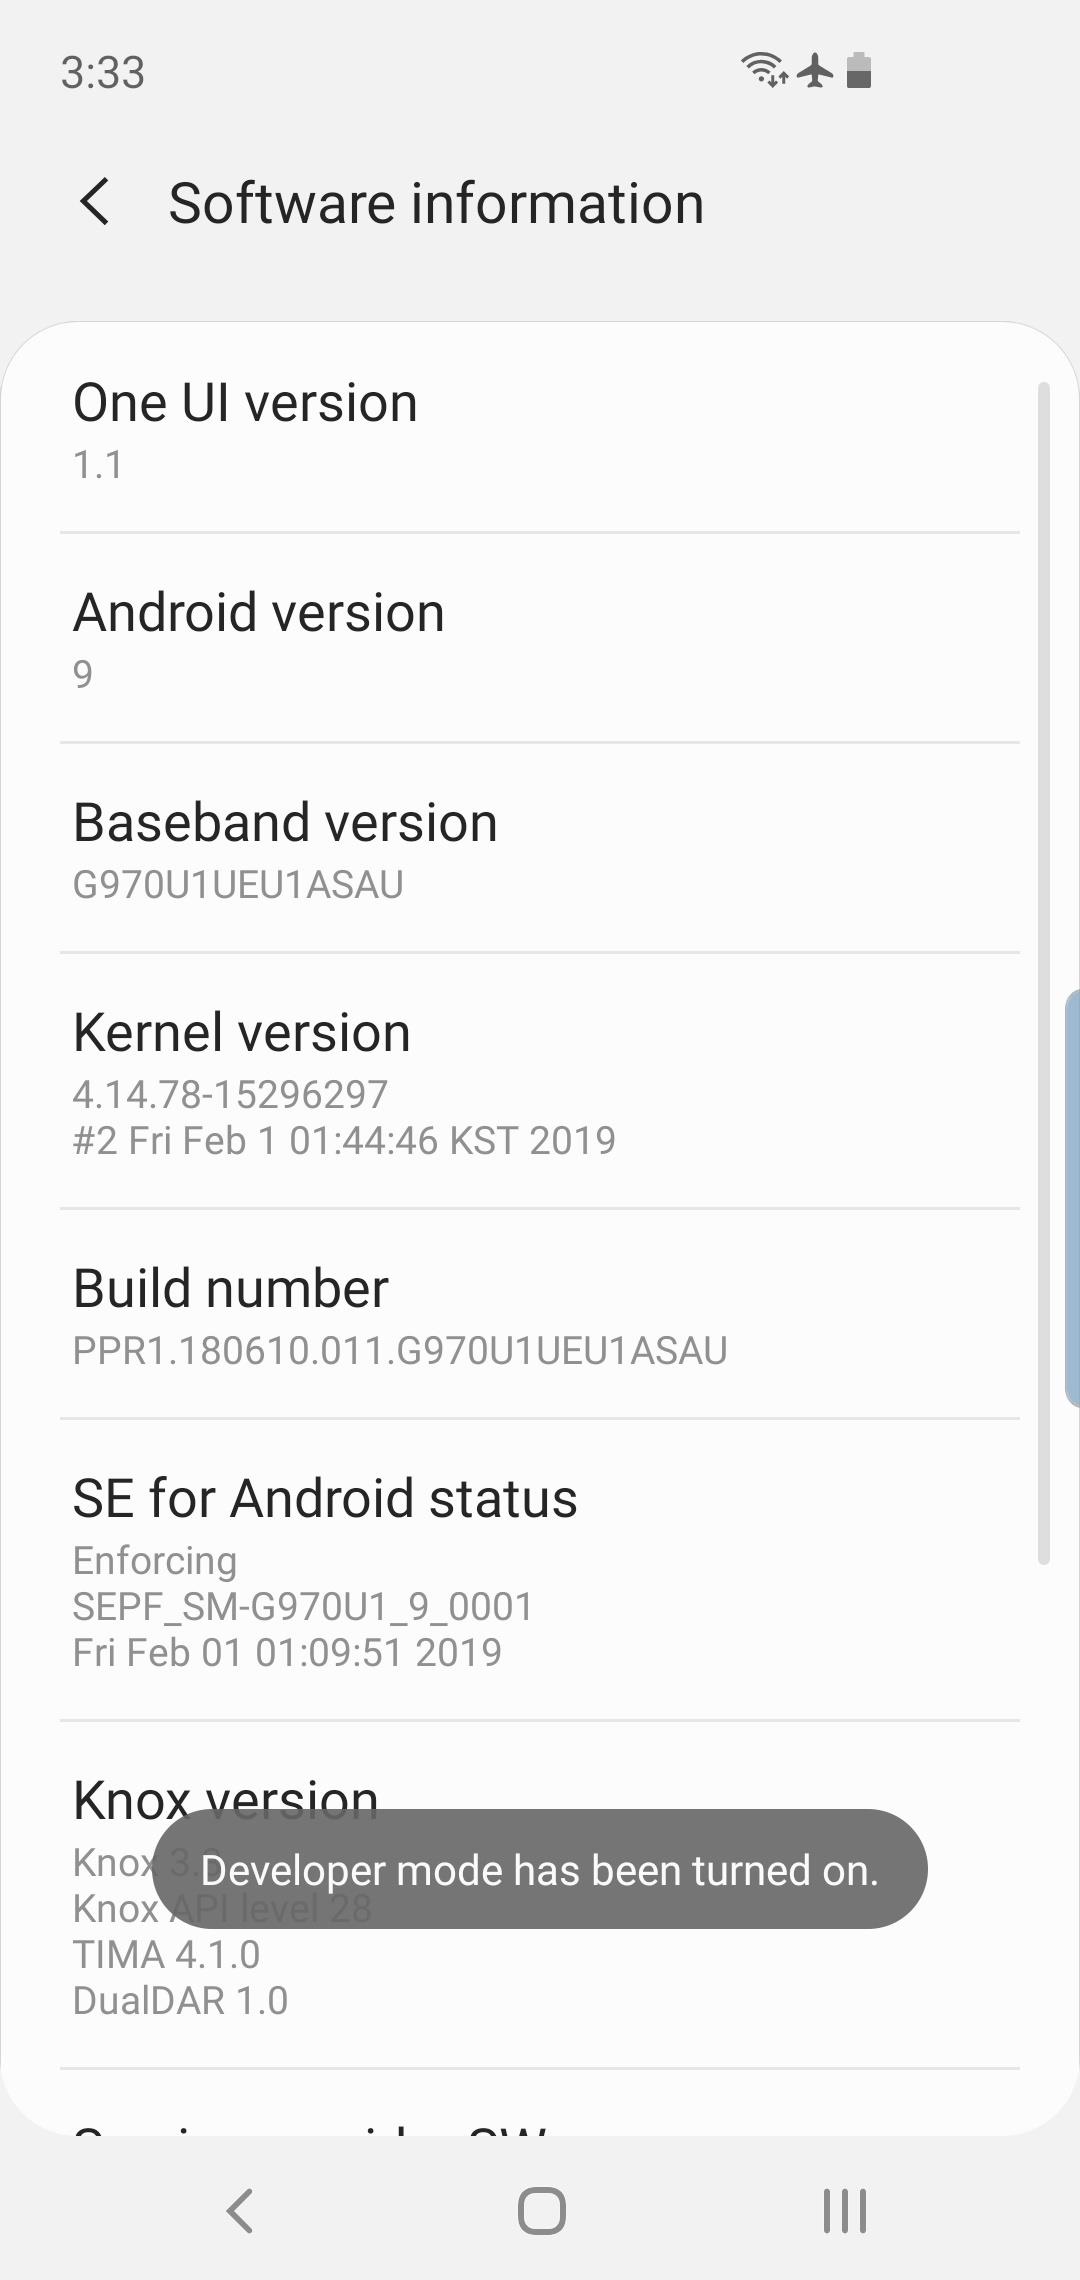 3:33
Software information
One UI version
1.1
Android version
9
Baseband version
G970U1UEU1ASAU
Kernel version
4.14.78-15296297
#2 Fri Feb 1 01:44:46 KST 2019
Build number
PPR1.180610.011.G970U1UEU1ASAU
SE for Android status
Enforcing
SEPF_SM-G970U1_9_0001
Fri Feb 01 01:09:51 2019
Knox version
Knox
Developer mode has been turned on.
Knox API level 28
TIMA 4.1.0
DualDAR 1.0